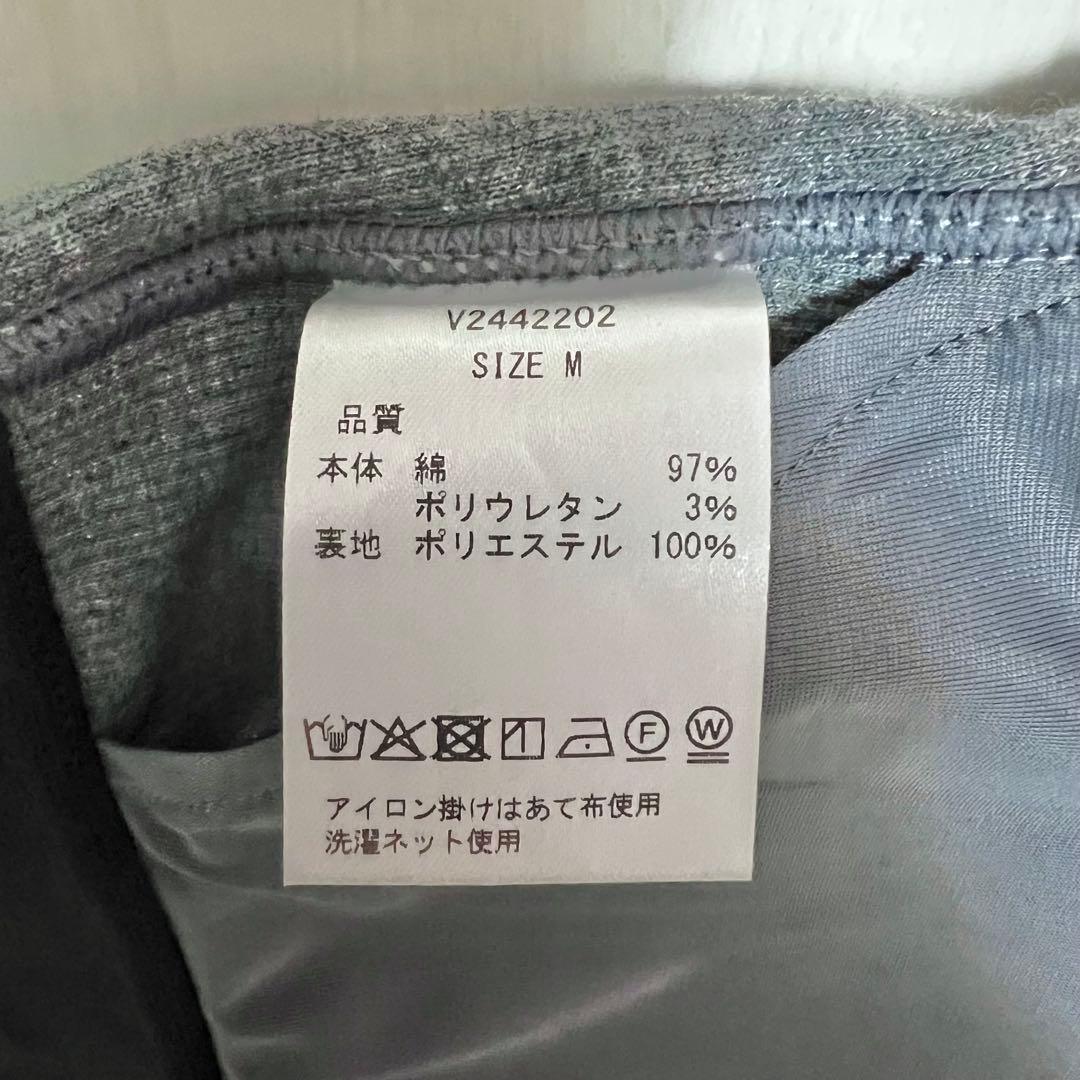 V2442202
SIZE M
品質
本体 綿 97%
ポリウレタン 3%
裏地 ポリエステル 100%
F W
アイロン掛けはあて布使用
洗濯ネット使用